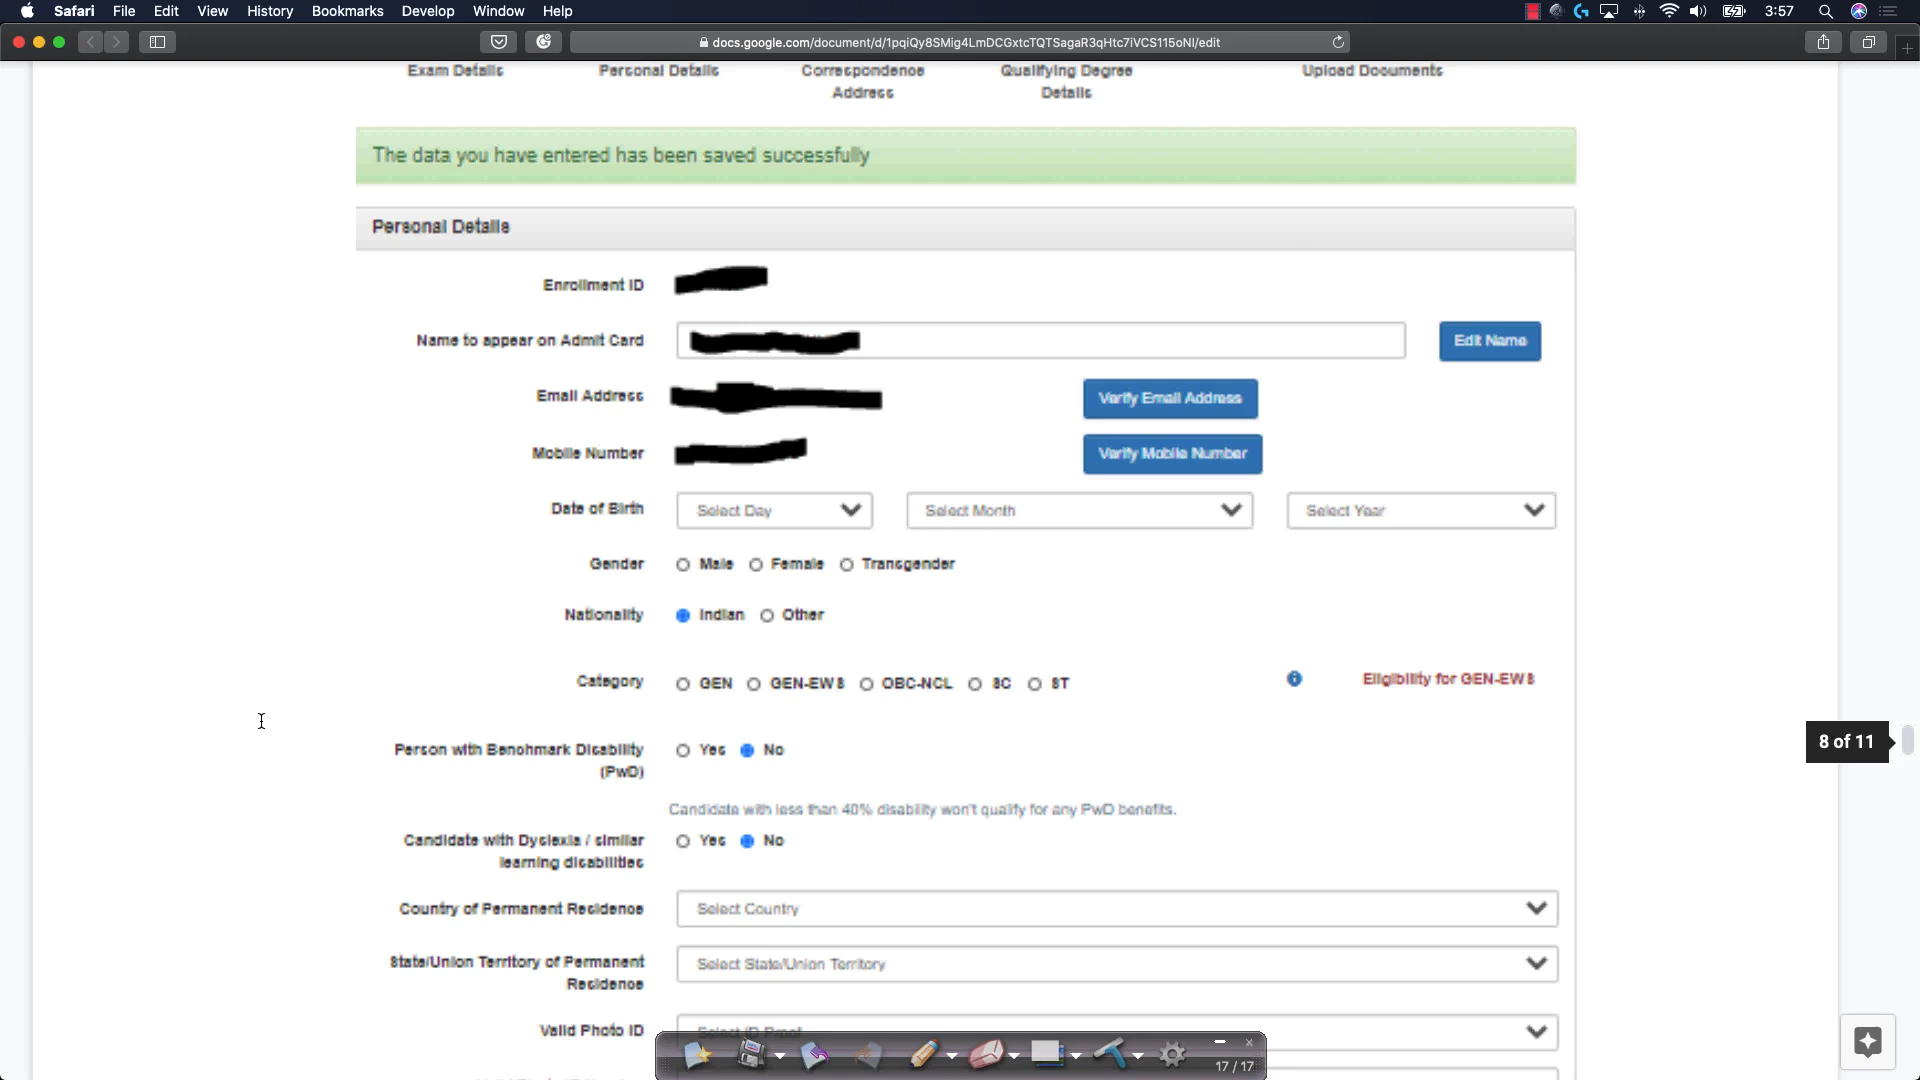 Safari File Edit View History Bookmarks Develop Window Help 3:57
docs.google.com/document/d/1pqiQy8SMig4LmDCGxtcTQTSagaR3qHtc7iVCS115oNI/edit
Exam Details Personal Details Correspondence Address Qualifying Degree Details Upload Documents
The data you have entered has been saved successfully
Personal Details
Enrollment ID
Name to appear on Admit Card Edit Name
Email Address Verify Email Address
Mobile Number Verify Mobile Number
Date of Birth Select Day Select Month Select Year
Gender Male Female Transgender
Nationality Indian Other
Category GEN GEN-EWS OBC-NCL SC ST Eligibility for GEN-EWS
Person with Benchmark Disability (PwD) Yes No
8 of 11
Candidate with less than 40% disability won't qualify for any PwD benefits.
Candidate with Dyslexia / similar learning disabilities Yes No
Country of Permanent Residence Select Country
State/Union Territory of Permanent Residence Select State/Union Territory
Valid Photo ID Select ID Proof
17 / 17